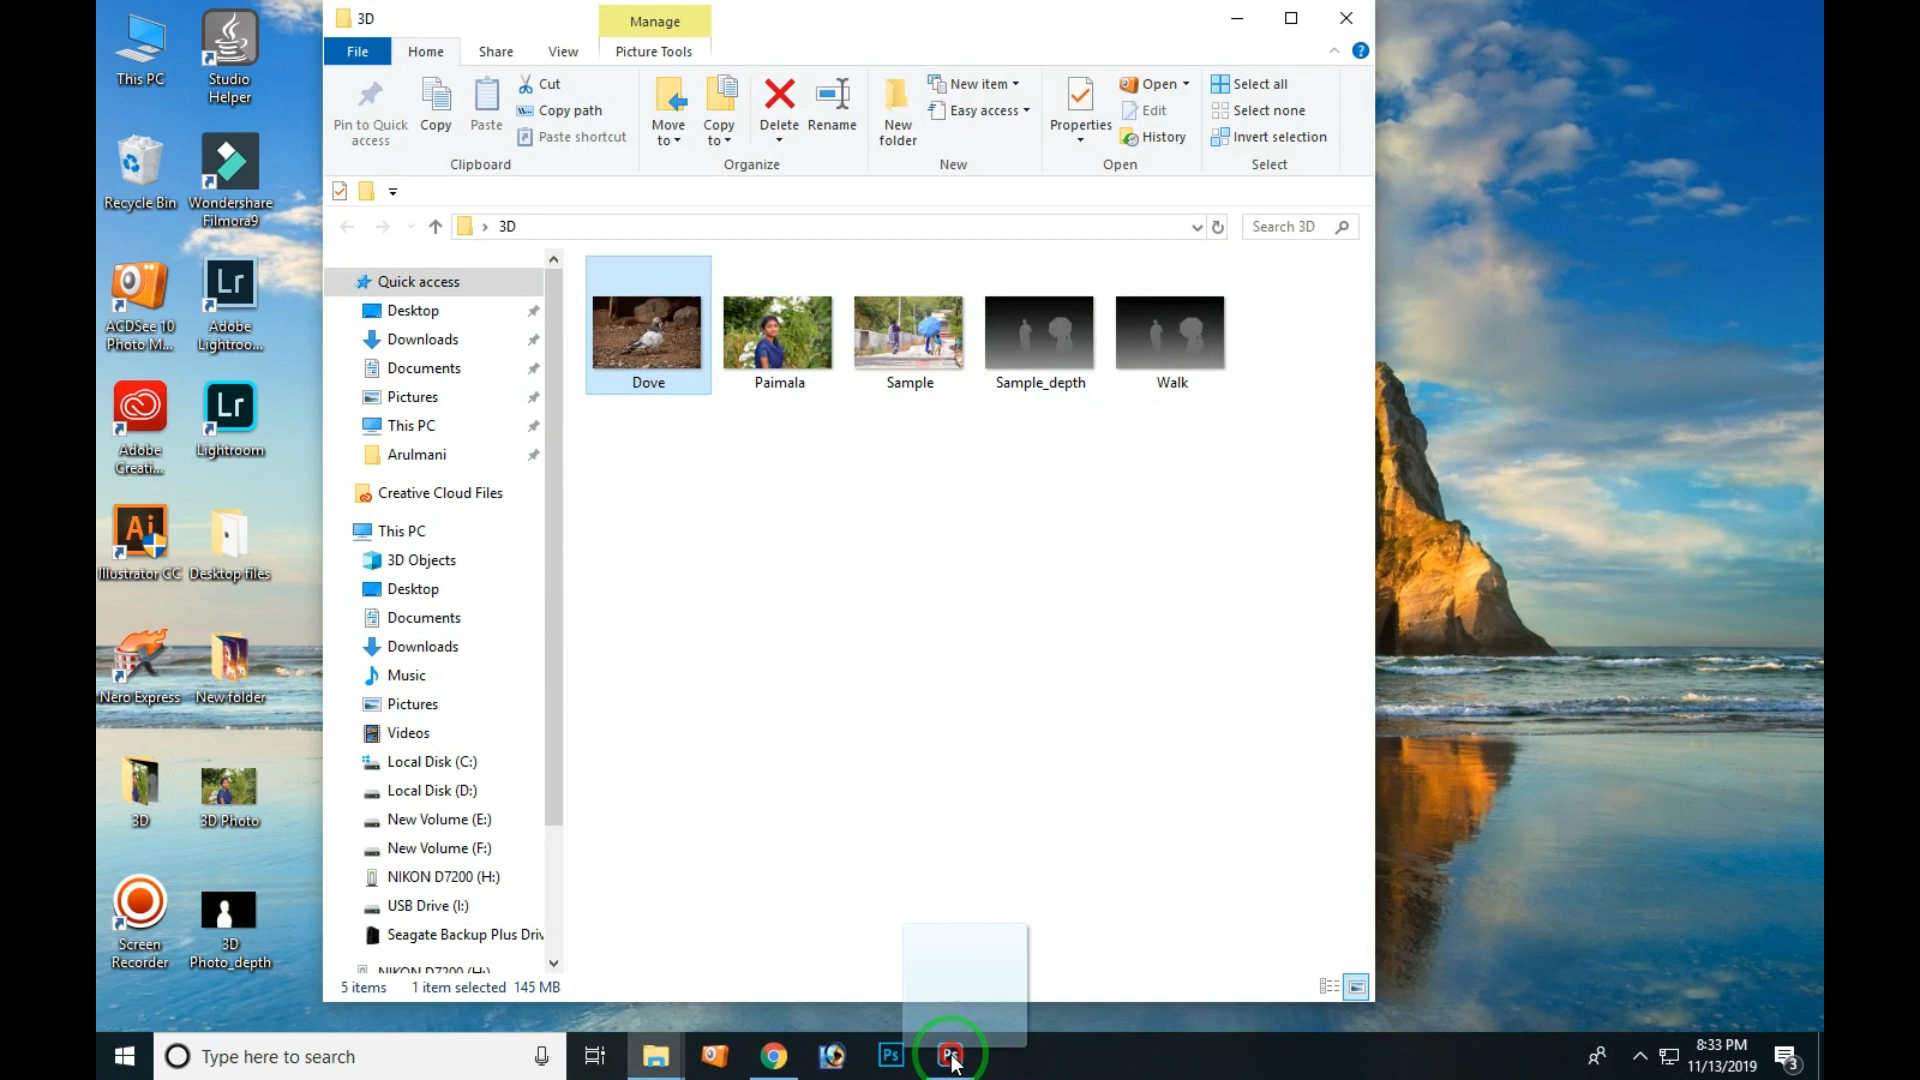 3D
Manage
File
Home
Share
View
Picture Tools
Pin to Quick
access
Copy
Paste
Cut
Copy path
Paste shortcut
Clipboard
Move
to
Copy
to
Delete
Rename
Organize
New
folder
New item
Easy access
New
Properties
Open
Edit
History
Open
Select all
Select none
Invert selection
Select
3D
Search 3D
Quick access
Desktop
Downloads
Documents
Pictures
This PC
Arulmani
Creative Cloud Files
This PC
3D Objects
Desktop
Documents
Downloads
Music
Pictures
Videos
Local Disk (C:)
Local Disk (D:)
New Volume (E:)
New Volume (F:)
NIKON D7200 (H:)
USB Drive (I:)
Seagate Backup Plus Driv
NIKON D7200 (H:)
Dove
Paimala
Sample
Sample_depth
Walk
5 items
1 item selected 145 MB
This PC
Studio
Helper
Recycle Bin
Wondershare
Filmora9
ACDSee 10
Photo M...
Lr
Adobe
Lightroo...
Adobe
Creati...
Lr
Lightroom
Ai
Illustrator CC
Desktop files
Nero Express
New folder
3D
3D Photo
Screen
Recorder
3D
Photo_depth
Type here to search
Ps
Ps
8:33 PM
11/13/2019
3